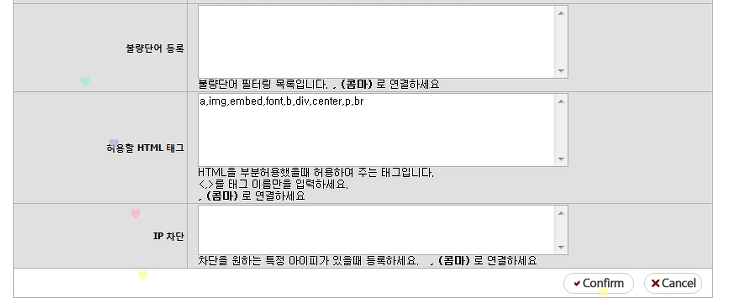 불량단어 등록
불량단어 필터링 목록입니다. , (콤마) 로 연결하세요
허용할 HTML 태그
a,img,embed,font,b,div,center,p,br
HTML을 부분허용했을때 허용하여 주는 태그입니다.
<,>를 태그 이름만을 입력하세요.
, (콤마) 로 연결하세요
IP 차단
차단을 원하는 특정 아이피가 있을때 등록하세요. , (콤마) 로 연결하세요
Confirm Cancel